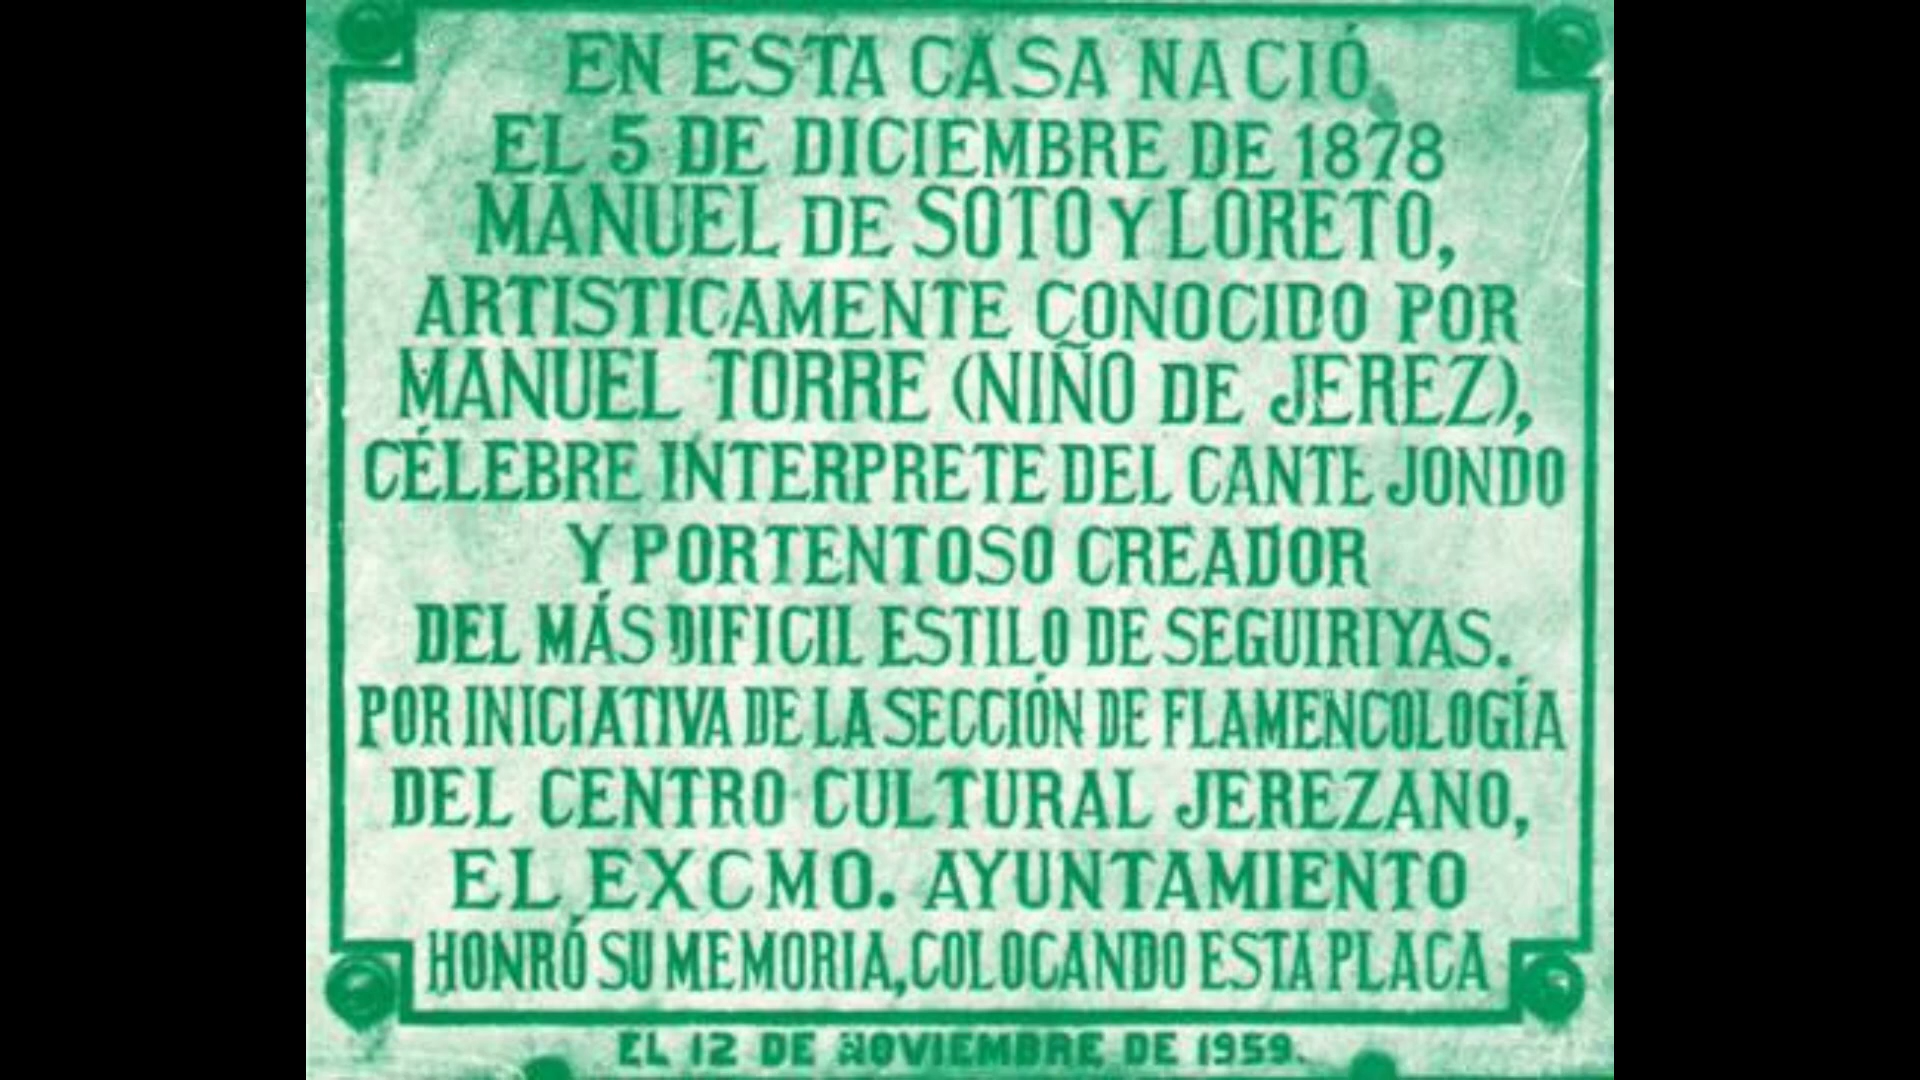 EN ESTA CASA NACIÓ
EL 5 DE DICIEMBRE DE 1878
MANUEL DE SOTO Y LORETO,
ARTISTICAMENTE CONOCIDO POR
MANUEL TORRE (NIÑO DE JEREZ),
CÉLEBRE INTERPRETE DEL CANTE JONDO
Y PORTENTOSO CREADOR
DEL MÁS DIFICIL ESTILO DE SEGUIRIYAS.
POR INICIATIVA DE LA SECCIÓN DE FLAMENCOLOGÍA
DEL CENTRO CULTURAL JEREZANO,
EL EXCMO. AYUNTAMIENTO
HONRÓ SU MEMORIA, COLOCANDO ESTA PLACA
EL 12 DE NOVIEMBRE DE 1959.